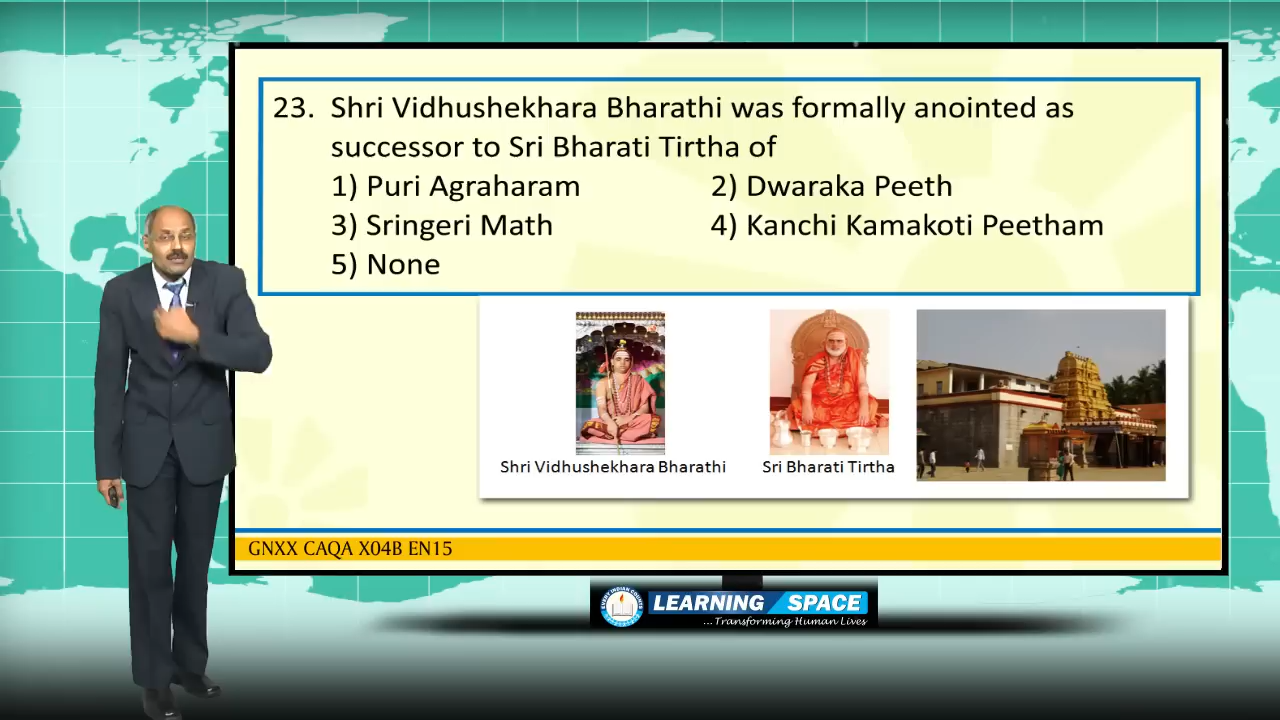 23. Shri Vidhushekhara Bharathi was formally anointed as
successor to Sri Bharati Tirtha of
1) Puri Agraharam 2) Dwaraka Peeth
3) Sringeri Math 4) Kanchi Kamakoti Peetham
5) None
Shri Vidhushekhara Bharathi Sri Bharati Tirtha
GNXX CAQA X04B EN15
LEARNING SPACE
...Transforming Human Lives